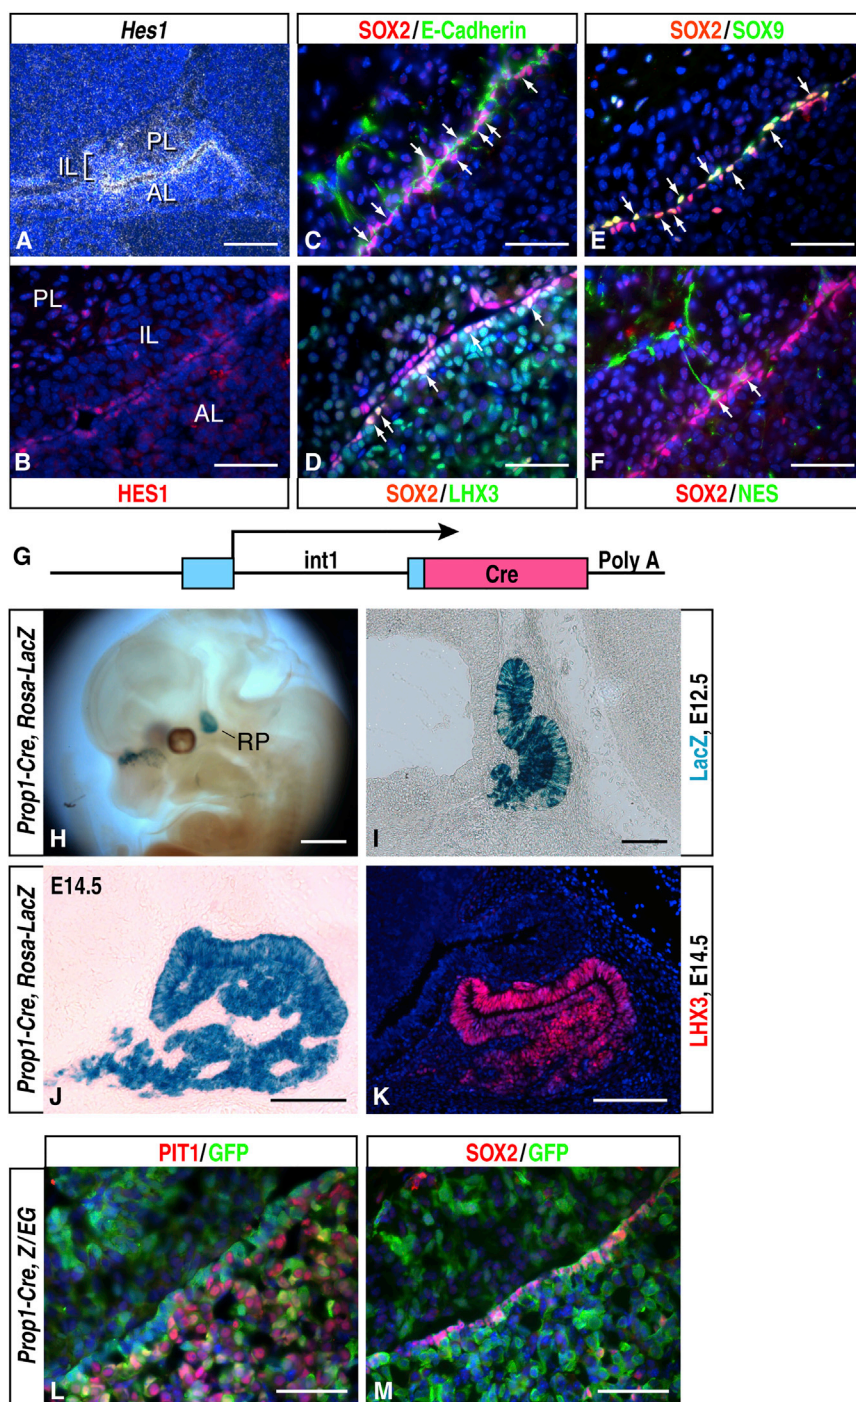 Hes1
SOX2/E-Cadherin
SOX2/SOX9
PL
IL
AL
A
C
E
PL
IL
AL
B
D
F
HES1
SOX2/LHX3
SOX2/NES
G
int1
Cre
Poly A
Prop1-Cre, Rosa-LacZ
RP
H
I
LacZ, E12.5
Prop1-Cre, Rosa-LacZ
E14.5
J
K
LHX3, E14.5
PIT1/GFP
SOX2/GFP
Prop1-Cre, Z/EG
L
M